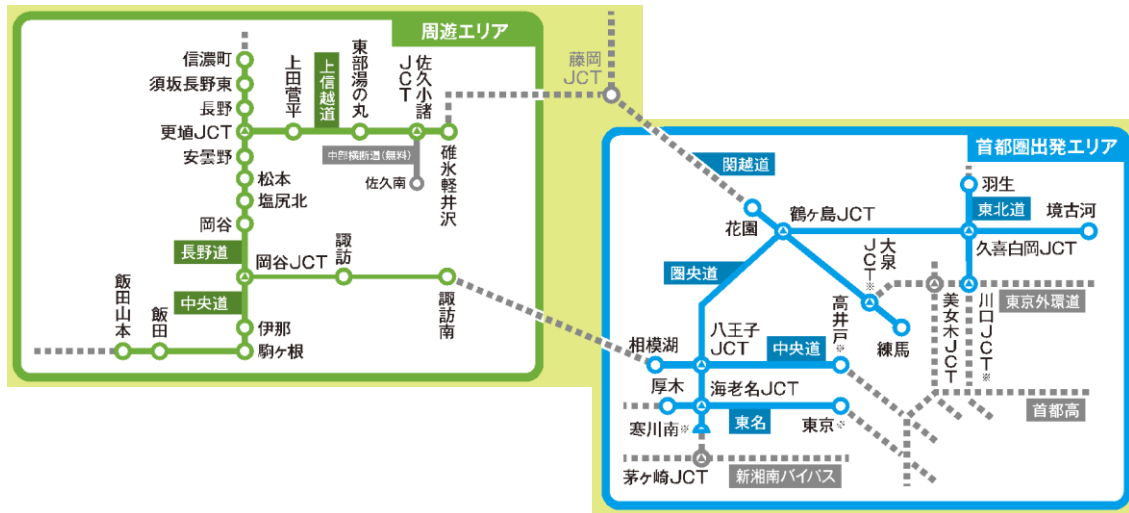 周遊エリア
信濃町
須坂長野東
長野
更埴JCT
安曇野
松本
塩尻北
岡谷
長野道
岡谷JCT
中央道
伊那
駒ヶ根
飯田
飯田山本
上田菅平
上信越道
東部湯の丸
佐久小諸JCT
中部横断道(無料)
佐久南
碓氷軽井沢
諏訪
諏訪南
藤岡
JCT
首都圏出発エリア
関越道
花園
鶴ヶ島JCT
羽生
東北道
境古河
久喜白岡JCT
圏央道
大泉JCT※
練馬
美女木JCT
川口JCT※
東京外環道
高井戸※
相模湖
八王子
JCT
中央道
厚木
海老名JCT
寒川南※
東名
東京※
首都高
茅ヶ崎JCT
新湘南バイパス